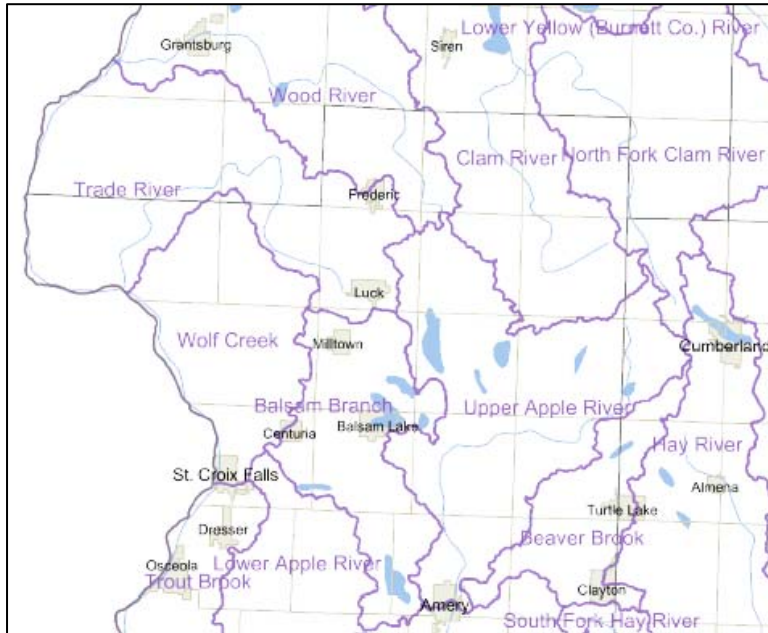 Lower Yellow (Burnett Co.) River
Grantsburg
Siren
Wood River
Clam River
North Fork Clam River
Trade River
Frederic
Luck
Wolf Creek
Milltown
Cumberland
Balsam Branch
Upper Apple River
Centuria
Balsam Lake
Hay River
St. Croix Falls
Almena
Turtle Lake
Dresser
Beaver Brook
Osceola
Lower Apple River
Trout Brook
Clayton
Amery
South Fork Hay River